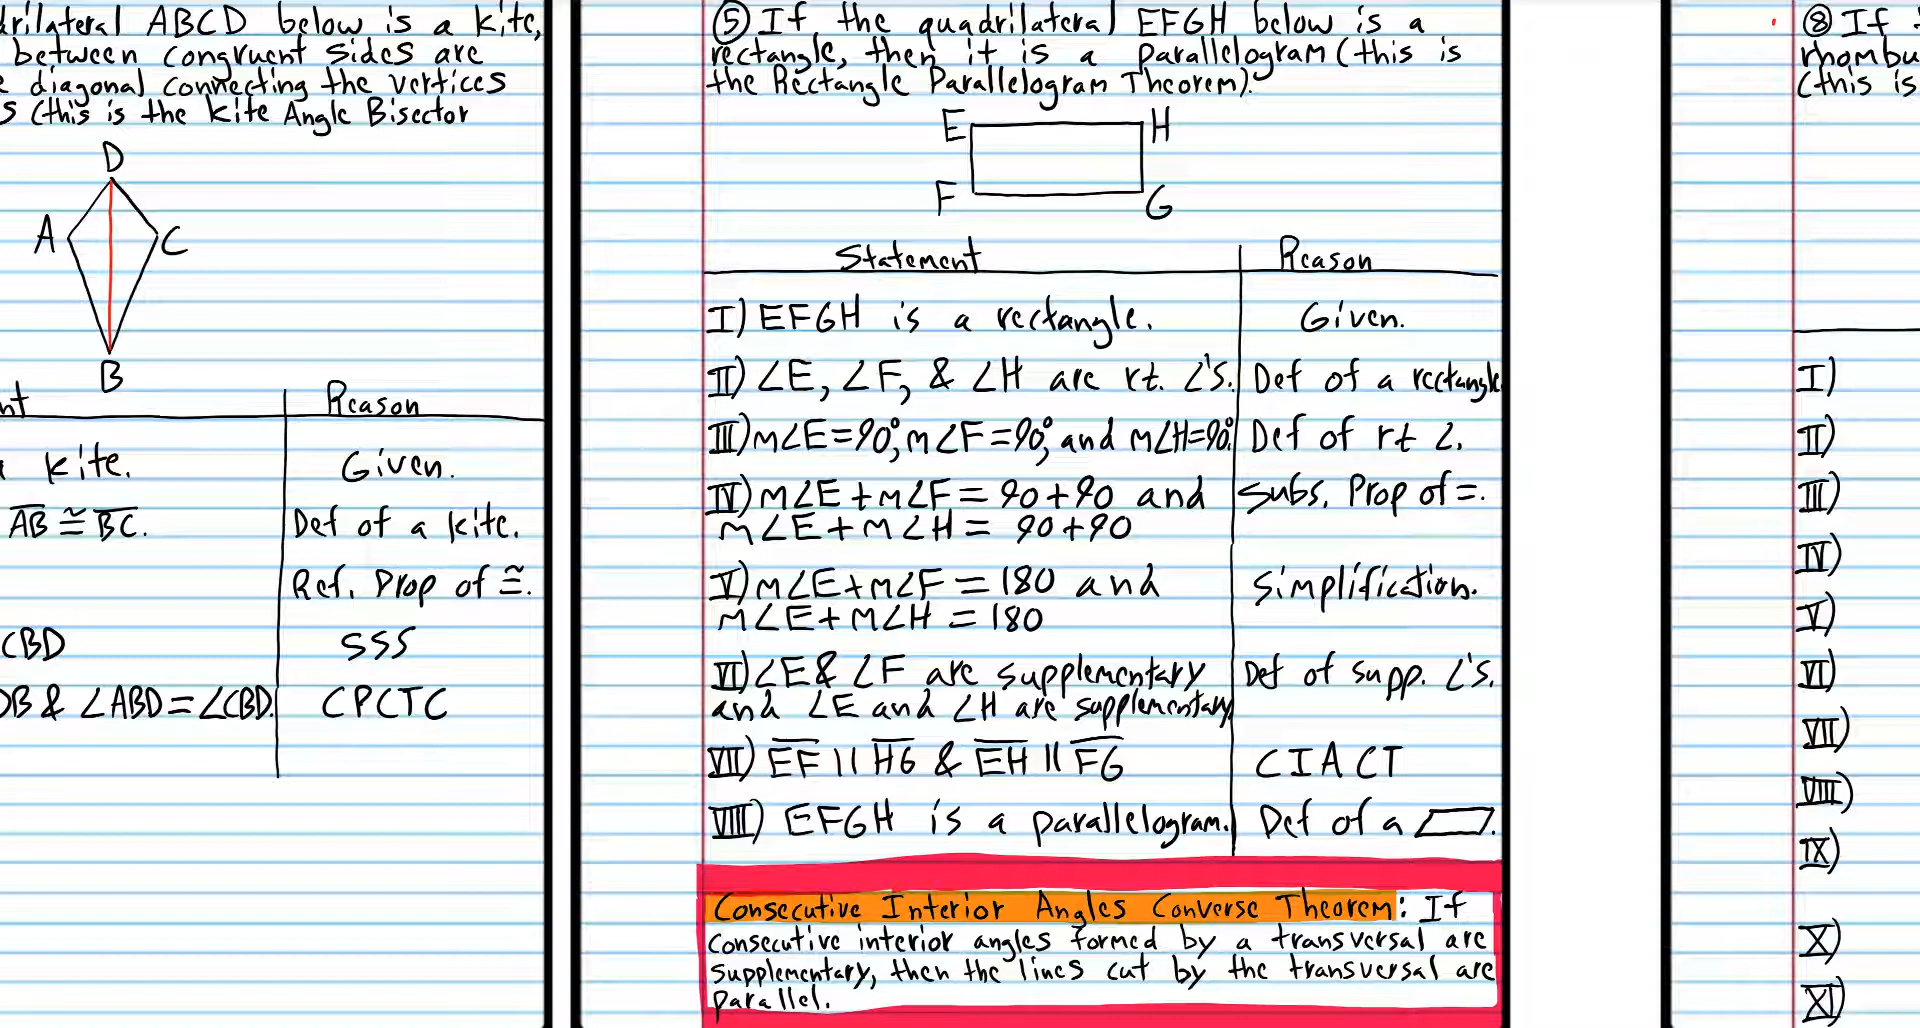 rilateral ABCD below is a kite,
between congruent sides are
diagonal connecting the vertices
s (this is the Kite Angle Bisector
D
A
C
B
Reason
kite.
Given.
AB ≅ BC.
Def of a kite.
Ref. Prop of ≅.
CBD
SSS
DB & ∠ABD = ∠CBD.
CPCTC
⑤ If the quadrilateral EFGH below is a
rectangle, then it is a parallelogram (this is
the Rectangle Parallelogram Theorem).
E
H
F
G
Statement
Reason
I) EFGH is a rectangle.
Given.
II) ∠E, ∠F, & ∠H are rt. ∠'s.
Def of a rectangle
III) m∠E=90°, m∠F=90°, and m∠H=90°.
Def of rt ∠.
IV) m∠E + m∠F = 90+90 and
Subs. Prop of =.
m∠E + m∠H = 90+90
V) m∠E + m∠F = 180 and
Simplification.
m∠E + m∠H = 180
VI) ∠E & ∠F are supplementary
Def of supp. ∠'s.
and ∠E and ∠H are supplementary
VII) EF || HG & EH || FG
CIACT
VIII) EFGH is a parallelogram.
Def of a ▱.
Consecutive Interior Angles Converse Theorem: If
consecutive interior angles formed by a transversal are
supplementary, then the lines cut by the transversal are
parallel.
⑧ If
rhombu
(this is
I)
II)
III)
IV)
V)
VI)
VII)
VIII)
IX)
X)
XI)